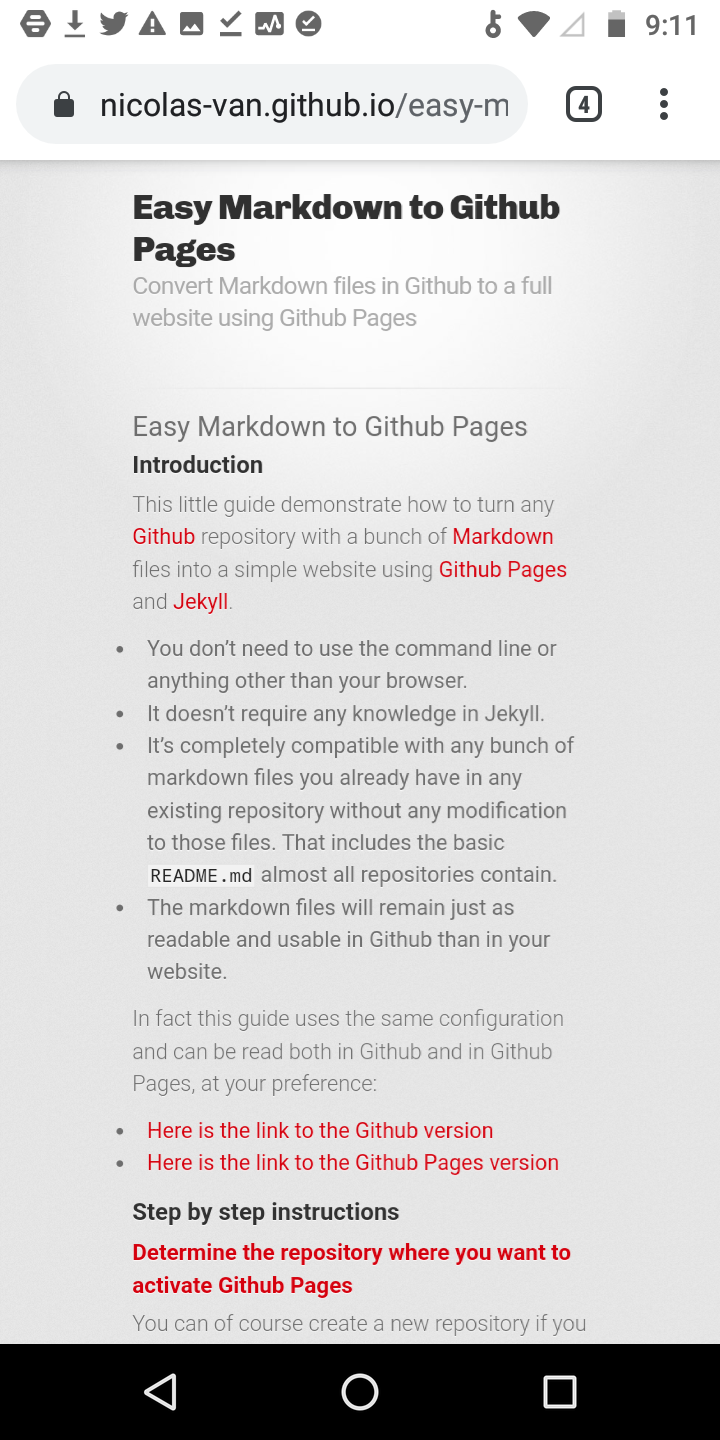 9:11
nicolas-van.github.io/easy-m
4
Easy Markdown to Github
Pages
Convert Markdown files in Github to a full
website using Github Pages
Easy Markdown to Github Pages
Introduction
This little guide demonstrate how to turn any
Github repository with a bunch of Markdown
files into a simple website using Github Pages
and Jekyll.
• You don’t need to use the command line or
anything other than your browser.
• It doesn’t require any knowledge in Jekyll.
• It’s completely compatible with any bunch of
markdown files you already have in any
existing repository without any modification
to those files. That includes the basic
README.md almost all repositories contain.
• The markdown files will remain just as
readable and usable in Github than in your
website.
In fact this guide uses the same configuration
and can be read both in Github and in Github
Pages, at your preference:
• Here is the link to the Github version
• Here is the link to the Github Pages version
Step by step instructions
Determine the repository where you want to
activate Github Pages
You can of course create a new repository if you